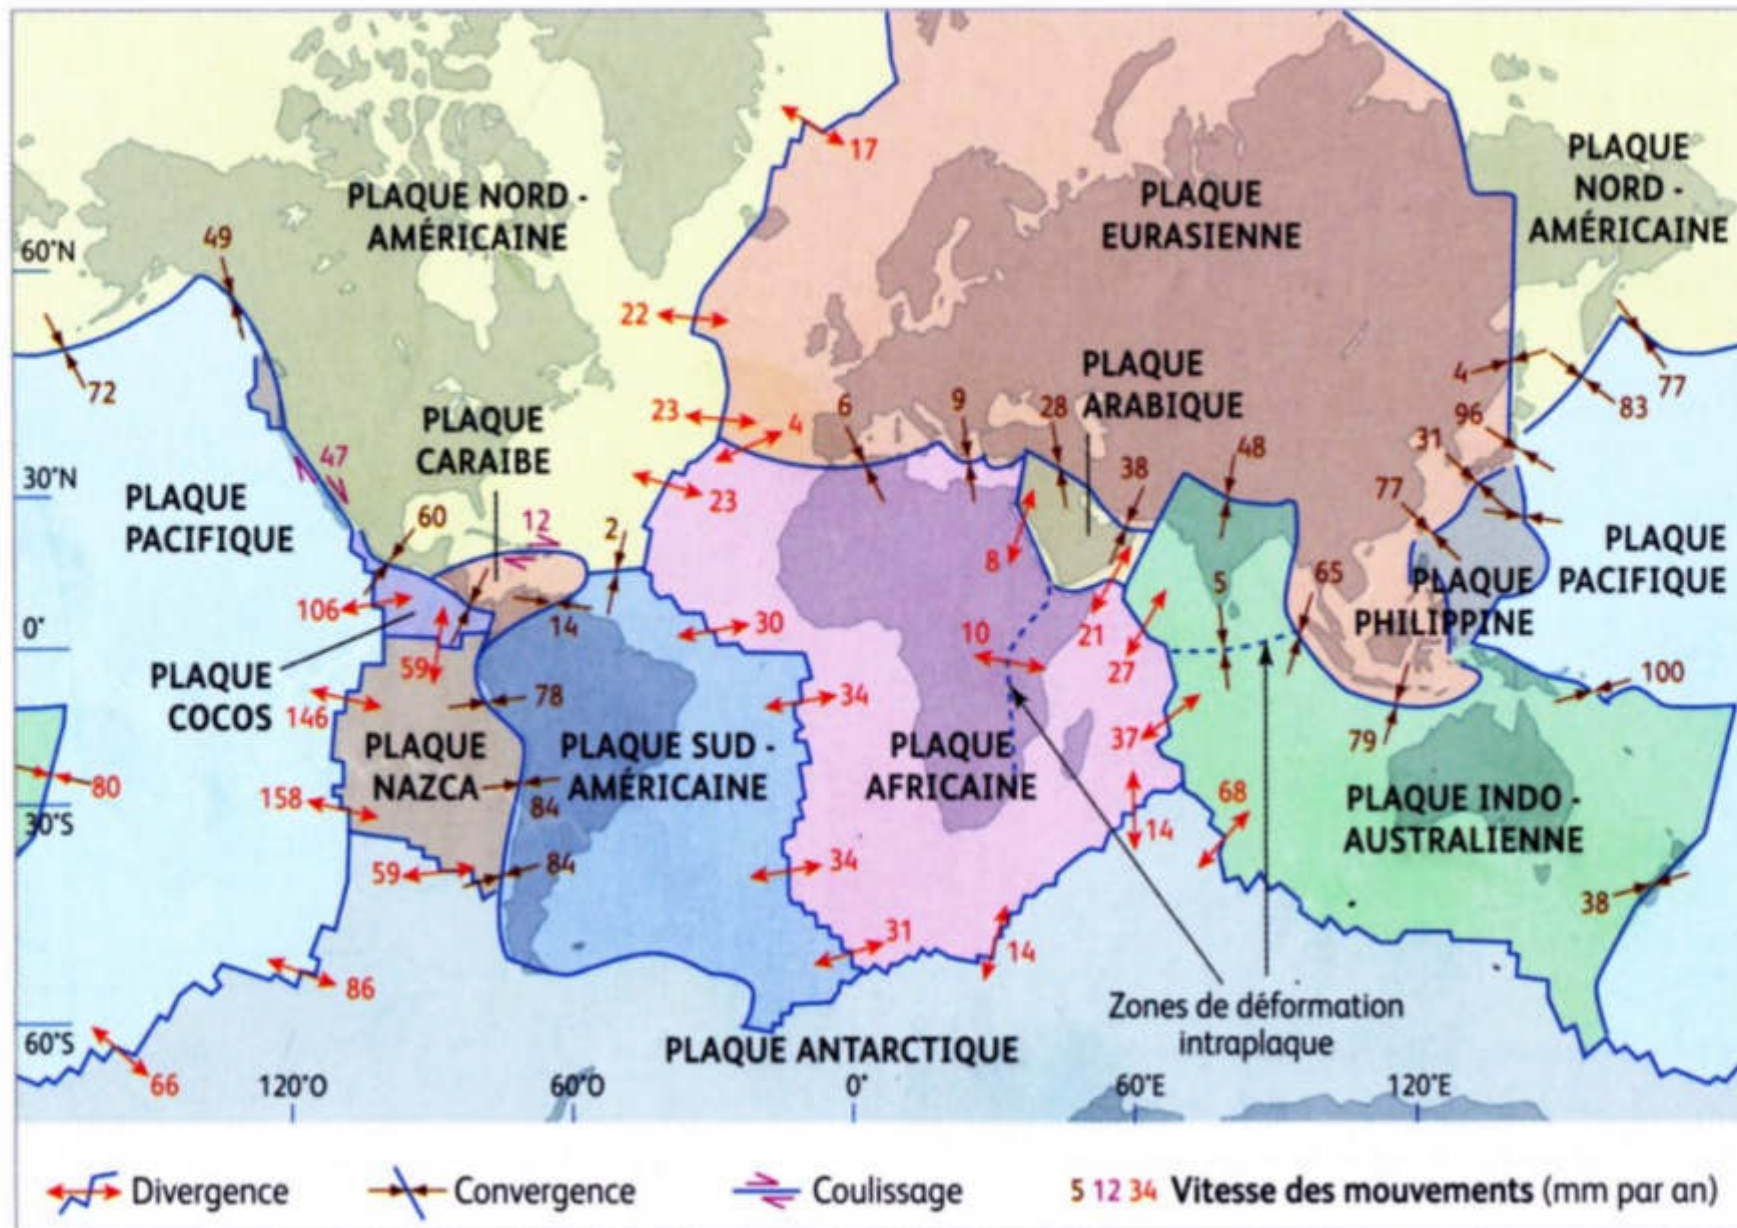 17
PLAQUE NORD -
AMÉRICAINE
PLAQUE
EURASIENNE
PLAQUE
NORD -
AMÉRICAINE
60°N
49
22
72
PLAQUE
ARABIQUE
4
77
83
PLAQUE
CARAIBE
23
4
6
9
28
96
31
47
30°N
23
38
48
77
PLAQUE
PACIFIQUE
60
12
2
8
PLAQUE
PACIFIQUE
65
5
PLAQUE
PHILIPPINE
106
14
30
10
21
0°
59
27
100
PLAQUE
COCOS
146
78
34
37
79
PLAQUE
NAZCA
PLAQUE SUD -
AMÉRICAINE
PLAQUE
AFRICAINE
80
158
84
68
PLAQUE INDO -
AUSTRALIENNE
30°S
14
59
84
34
38
31
14
86
Zones de déformation
intraplaque
60°S
PLAQUE ANTARCTIQUE
66
120°O
60°O
0°
60°E
120°E
Divergence
Convergence
Coulissage
5 12 34 Vitesse des mouvements (mm par an)